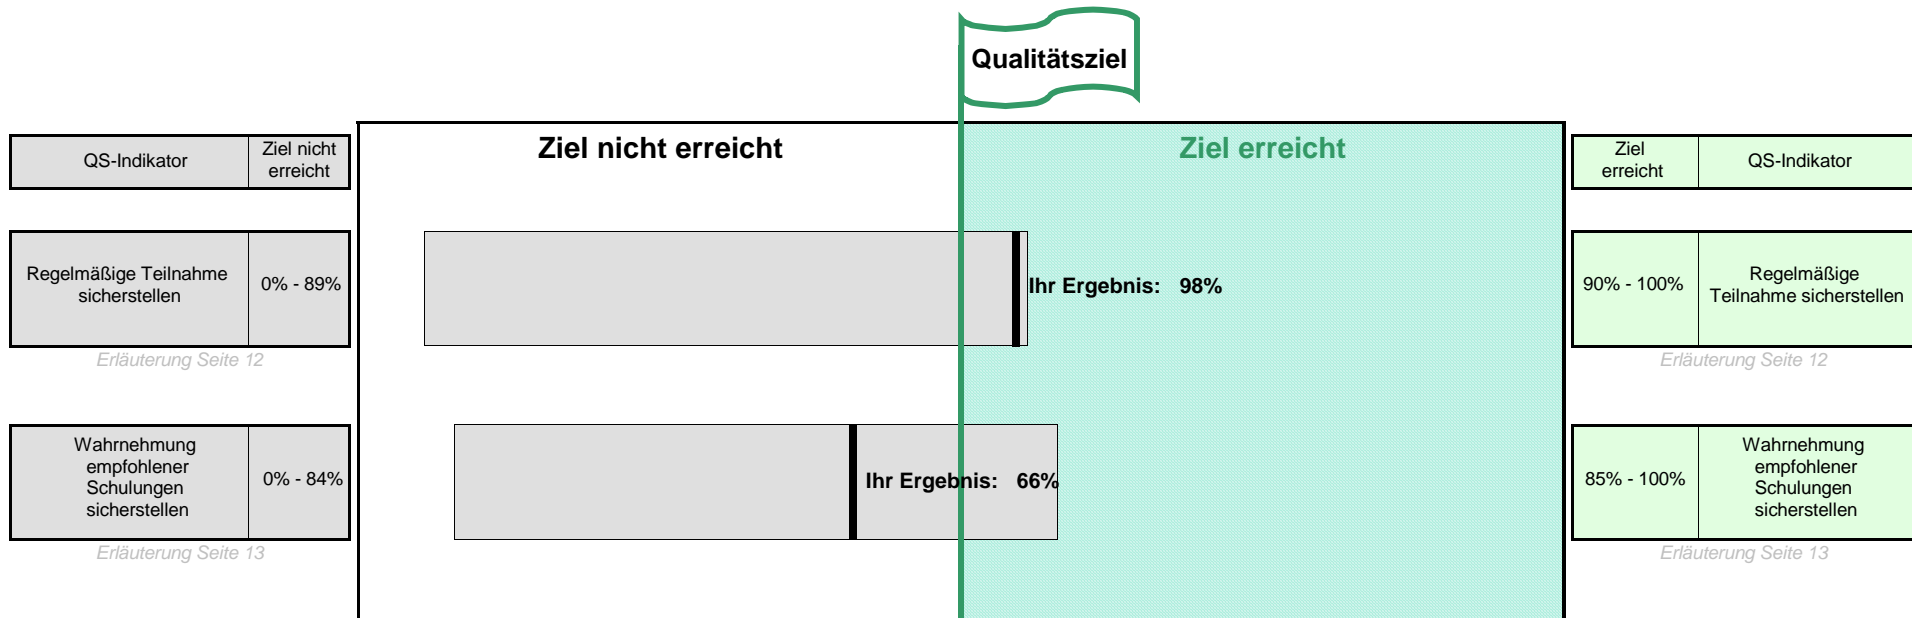 Qualitätsziel
Ziel nicht erreicht
Ziel erreicht
QS-Indikator
Ziel nicht
erreicht
Ziel
erreicht
QS-Indikator
Regelmäßige Teilnahme
sicherstellen
0% - 89%
Ihr Ergebnis: 98%
90% - 100%
Regelmäßige
Teilnahme sicherstellen
Erläuterung Seite 12
Erläuterung Seite 12
Wahrnehmung
empfohlener
Schulungen
sicherstellen
0% - 84%
Ihr Ergebnis: 66%
85% - 100%
Wahrnehmung
empfohlener
Schulungen
sicherstellen
Erläuterung Seite 13
Erläuterung Seite 13